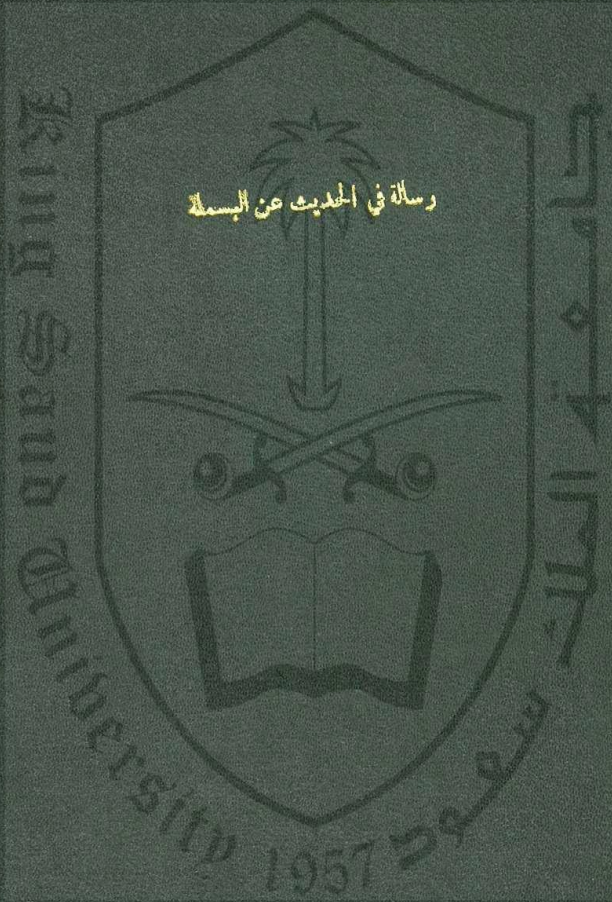 رسالة في الحديث عن البسملة
King Saud University 1957
جامعة الملك سعود